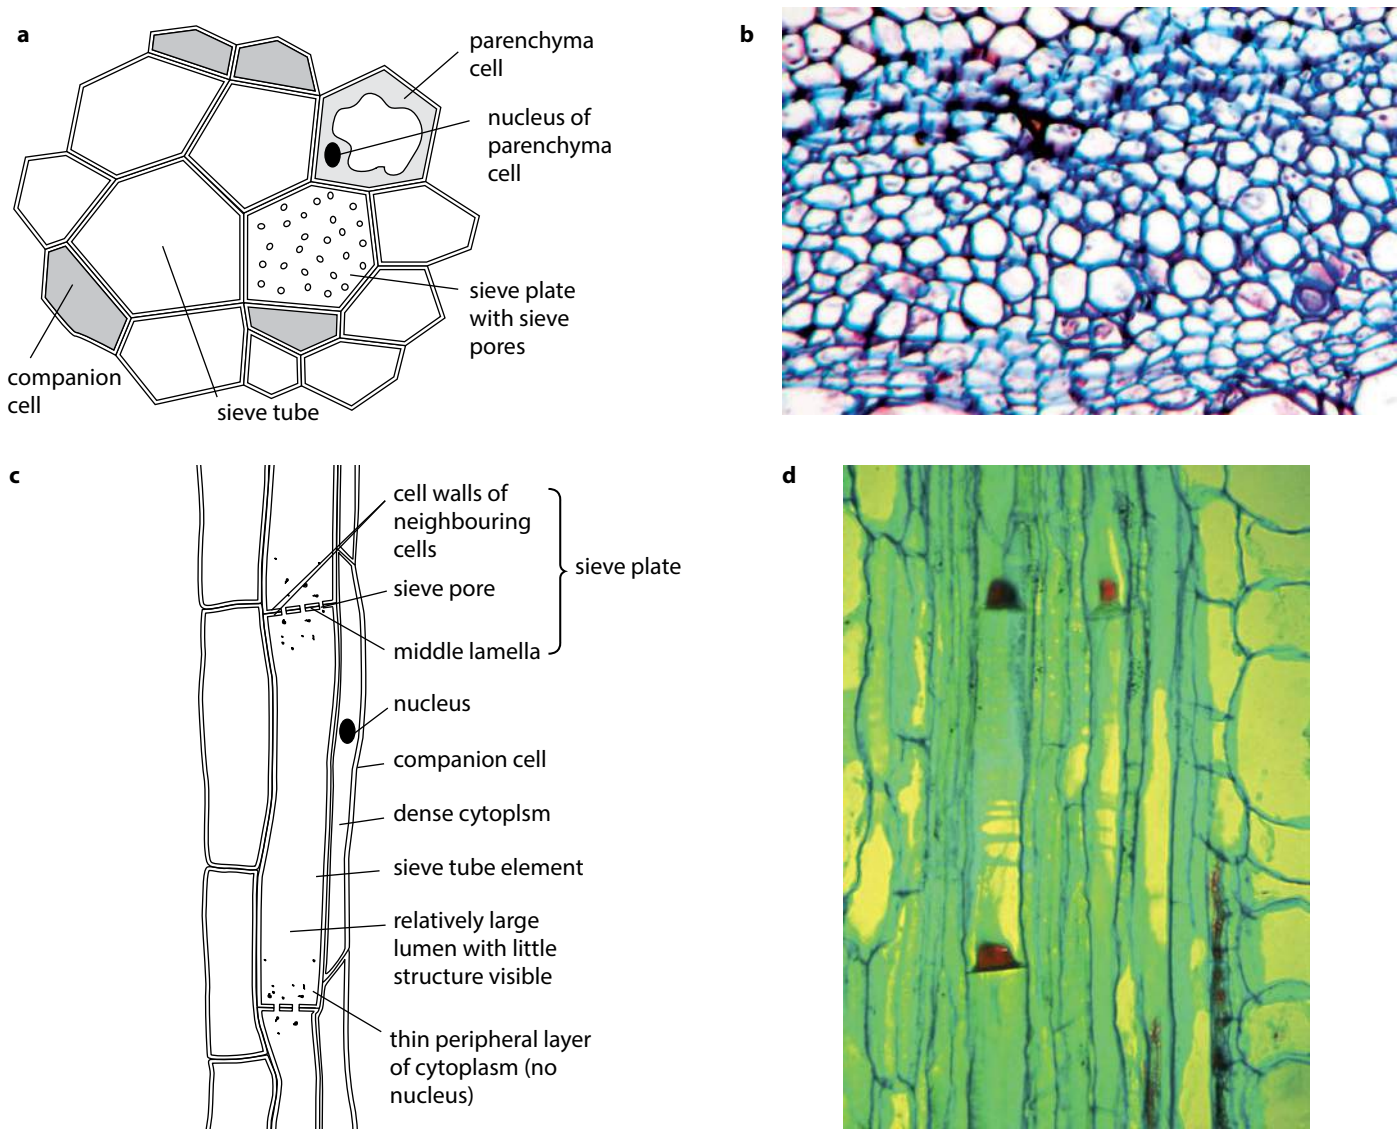 a
parenchyma
cell
nucleus of
parenchyma
cell
sieve plate
with sieve
pores
companion
cell
sieve tube
b
c
cell walls of
neighbouring
cells
sieve pore
middle lamella
sieve plate
nucleus
companion cell
dense cytoplsm
sieve tube element
relatively large
lumen with little
structure visible
thin peripheral layer
of cytoplasm (no
nucleus)
d